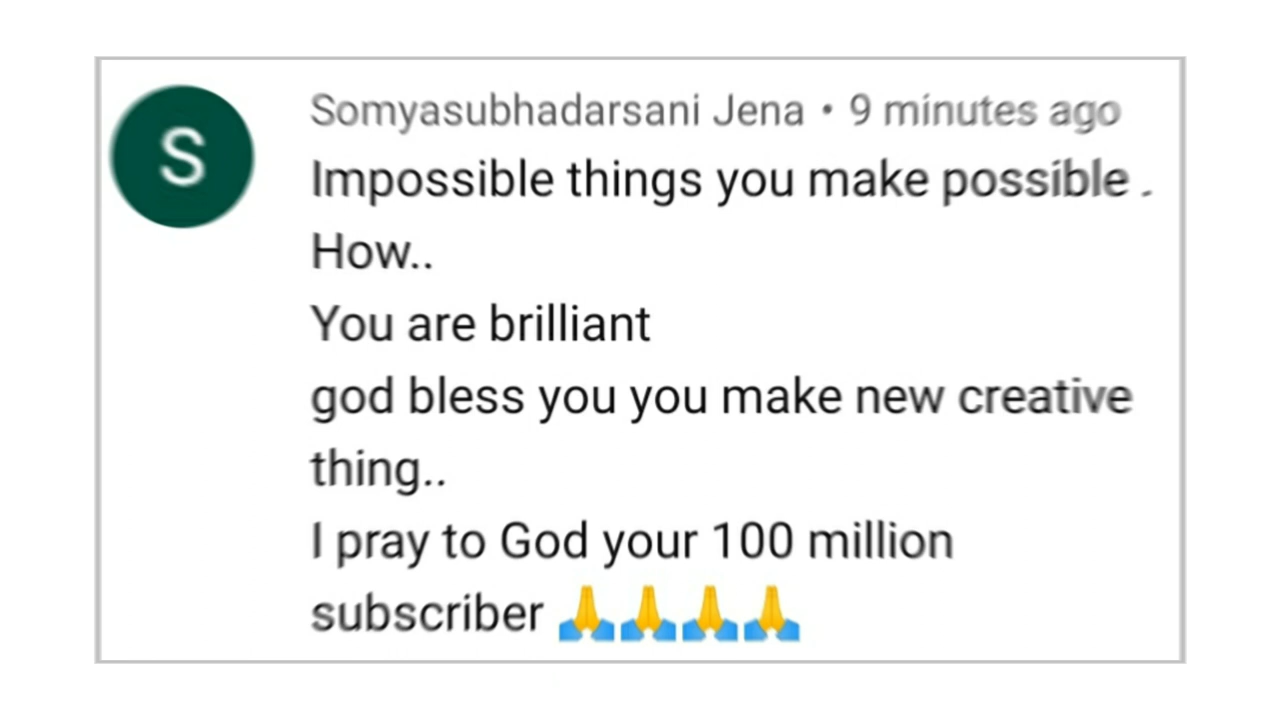 S
Somyasubhadarsani Jena • 9 minutes ago
Impossible things you make possible .
How..
You are brilliant
god bless you you make new creative
thing..
I pray to God your 100 million
subscriber 🙏🙏🙏🙏